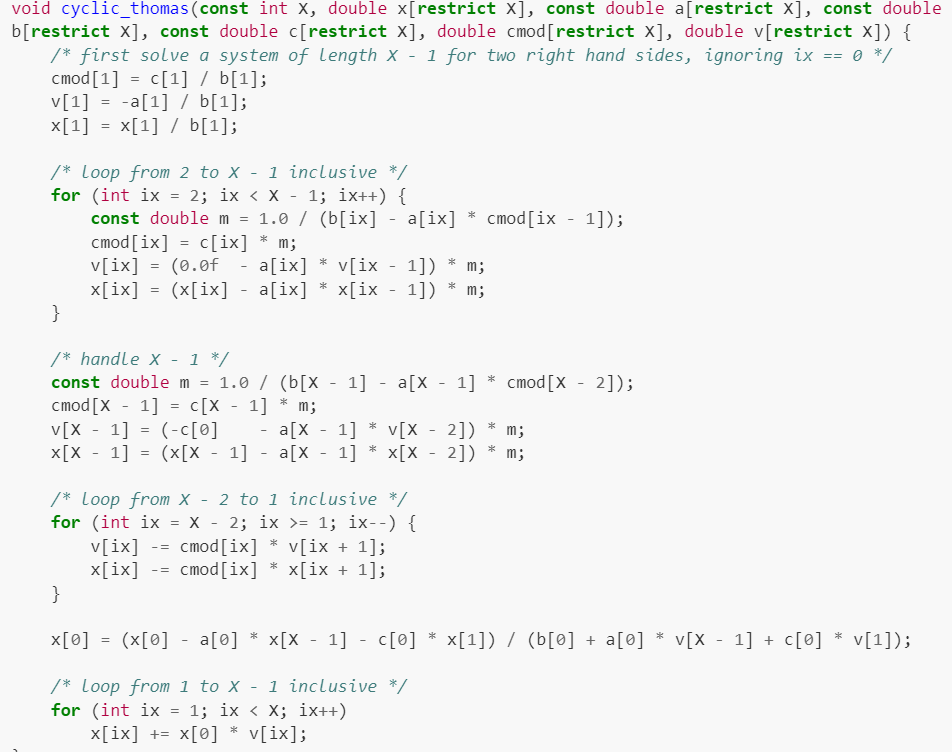 void cyclic_thomas(const int X, double x[restrict X], const double a[restrict X], const double
b[restrict X], const double c[restrict X], double cmod[restrict X], double v[restrict X]) {
    /* first solve a system of length X - 1 for two right hand sides, ignoring ix == 0 */
    cmod[1] = c[1] / b[1];
    v[1] = -a[1] / b[1];
    x[1] = x[1] / b[1];

    /* loop from 2 to X - 1 inclusive */
    for (int ix = 2; ix < X - 1; ix++) {
        const double m = 1.0 / (b[ix] - a[ix] * cmod[ix - 1]);
        cmod[ix] = c[ix] * m;
        v[ix] = (0.0f  - a[ix] * v[ix - 1]) * m;
        x[ix] = (x[ix] - a[ix] * x[ix - 1]) * m;
    }

    /* handle X - 1 */
    const double m = 1.0 / (b[X - 1] - a[X - 1] * cmod[X - 2]);
    cmod[X - 1] = c[X - 1] * m;
    v[X - 1] = (-c[0]    - a[X - 1] * v[X - 2]) * m;
    x[X - 1] = (x[X - 1] - a[X - 1] * x[X - 2]) * m;

    /* loop from X - 2 to 1 inclusive */
    for (int ix = X - 2; ix >= 1; ix--) {
        v[ix] -= cmod[ix] * v[ix + 1];
        x[ix] -= cmod[ix] * x[ix + 1];
    }

    x[0] = (x[0] - a[0] * x[X - 1] - c[0] * x[1]) / (b[0] + a[0] * v[X - 1] + c[0] * v[1]);

    /* loop from 1 to X - 1 inclusive */
    for (int ix = 1; ix < X; ix++)
        x[ix] += x[0] * v[ix];